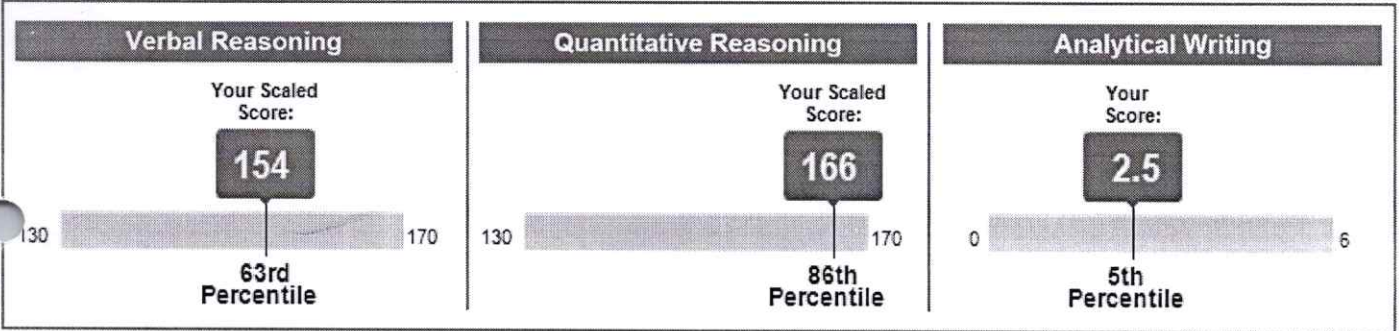 Verbal Reasoning
Your Scaled
Score:
154
130
170
63rd
Percentile
Quantitative Reasoning
Your Scaled
Score:
166
130
170
86th
Percentile
Analytical Writing
Your
Score:
2.5
0
6
5th
Percentile